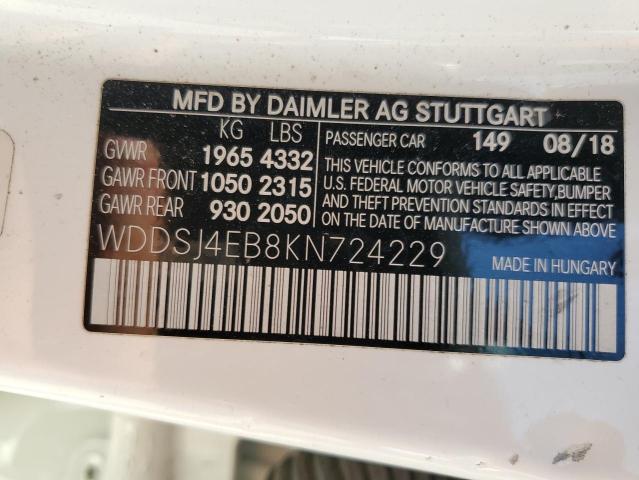 MFD BY DAIMLER AG STUTTGART
KG LBS
GVWR 1965 4332
GAWR FRONT 1050 2315
GAWR REAR 930 2050
PASSENGER CAR 149 08/18
THIS VEHICLE CONFORMS TO ALL APPLICABLE
U.S. FEDERAL MOTOR VEHICLE SAFETY, BUMPER
AND THEFT PREVENTION STANDARDS IN EFFECT
ON DATE OF MANUFACTURE SHOWN ABOVE
WDDSJ4EB8KN724229
MADE IN HUNGARY